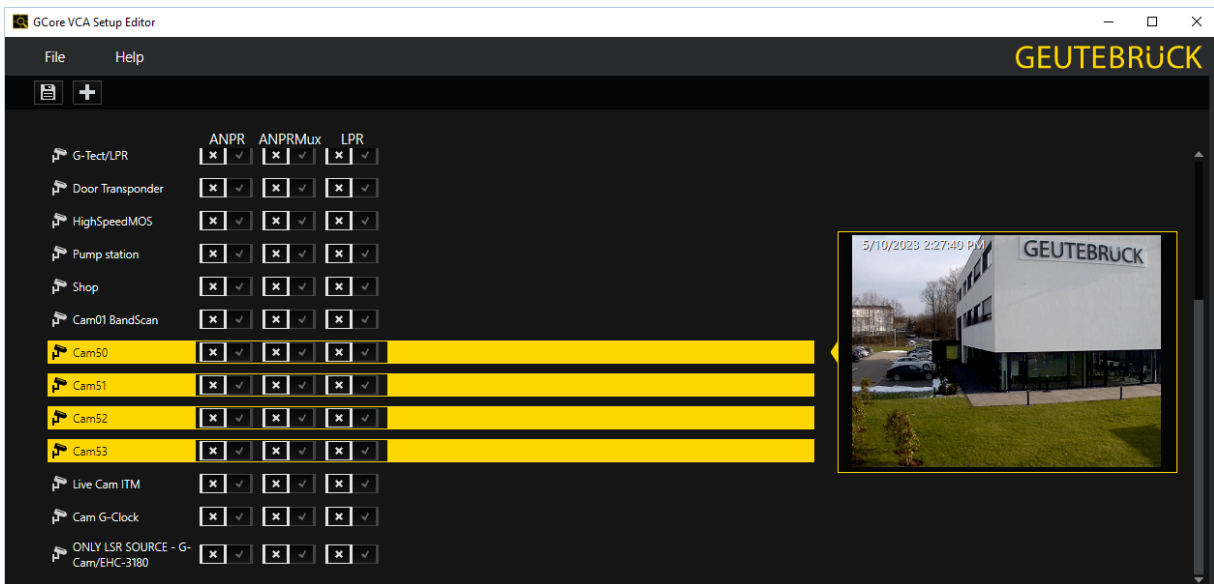 GCore VCA Setup Editor
File Help
GEUTEBRÜCK
ANPR ANPRMux LPR
G-Tect/LPR
Door Transponder
HighSpeedMOS
Pump station
Shop
Cam01 BandScan
Cam50
Cam51
Cam52
Cam53
Live Cam ITM
Cam G-Clock
ONLY LSR SOURCE - G-
Cam/EHC-3180
5/10/2023 2:27:40 PM
GEUTEBRÜCK